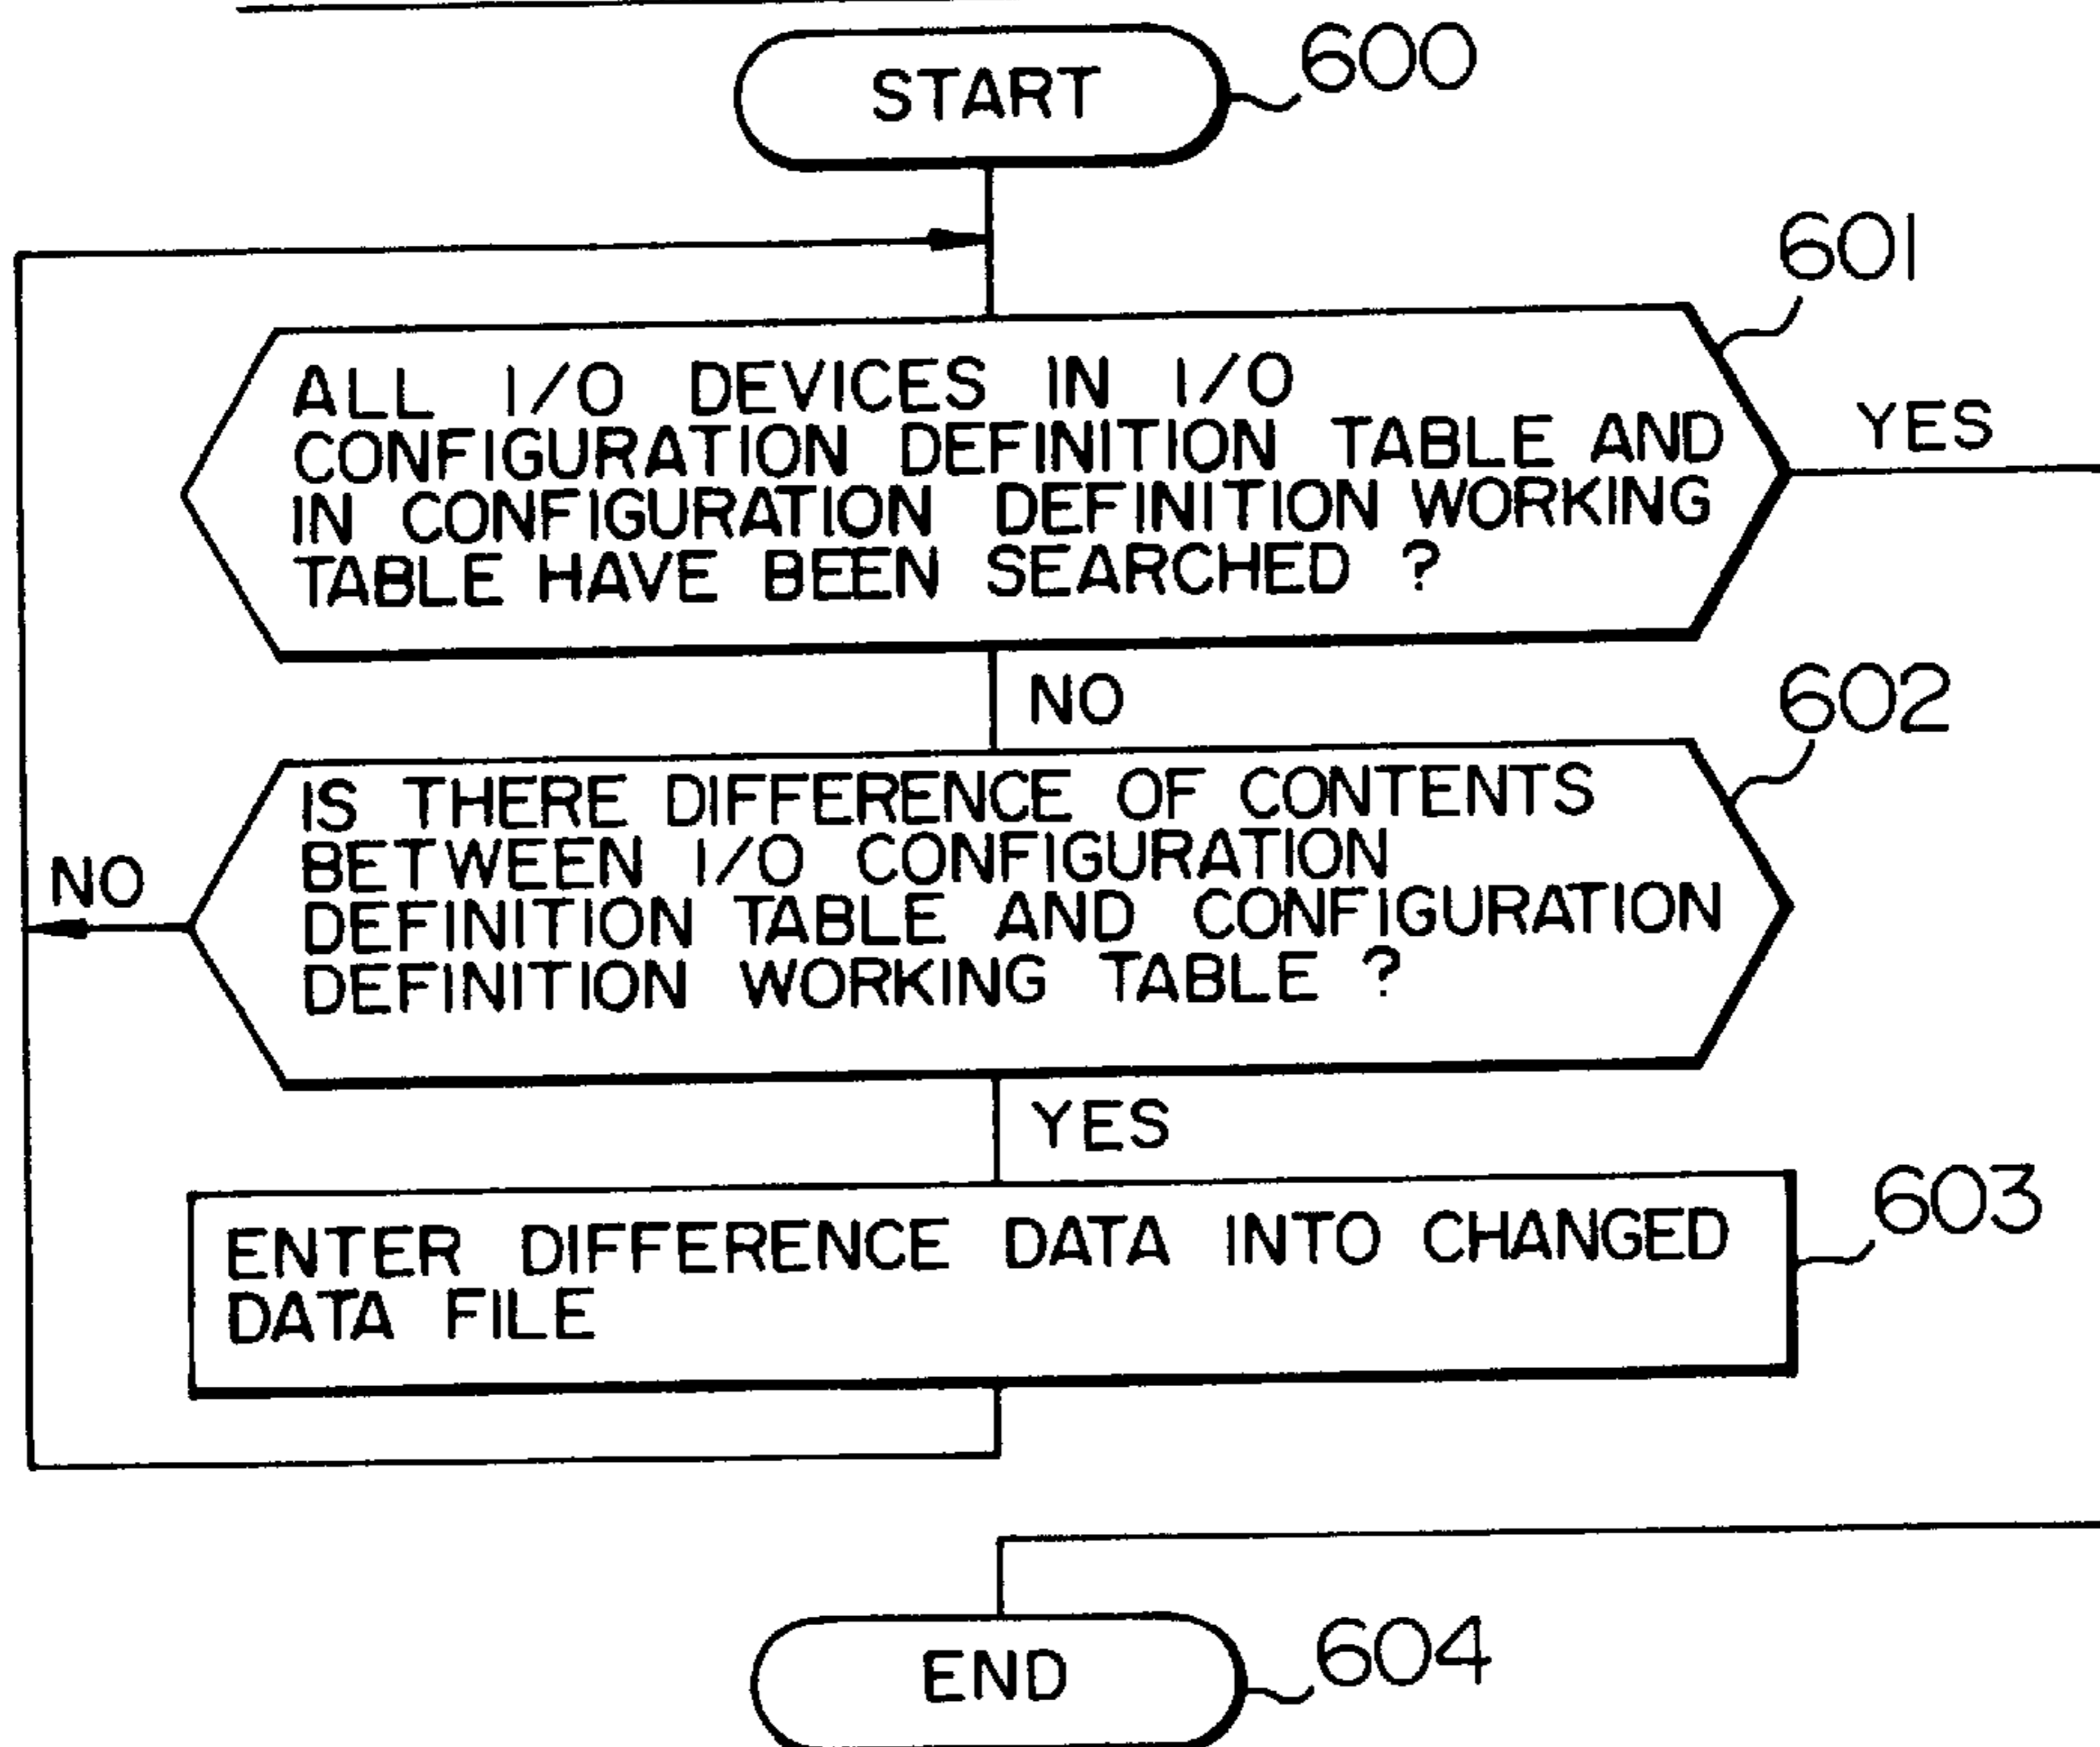 START
600
601
ALL I/O DEVICES IN I/O
CONFIGURATION DEFINITION TABLE AND
IN CONFIGURATION DEFINITION WORKING
TABLE HAVE BEEN SEARCHED ?
YES
NO
602
IS THERE DIFFERENCE OF CONTENTS
BETWEEN I/O CONFIGURATION
DEFINITION TABLE AND CONFIGURATION
DEFINITION WORKING TABLE ?
NO
YES
603
ENTER DIFFERENCE DATA INTO CHANGED
DATA FILE
END
604